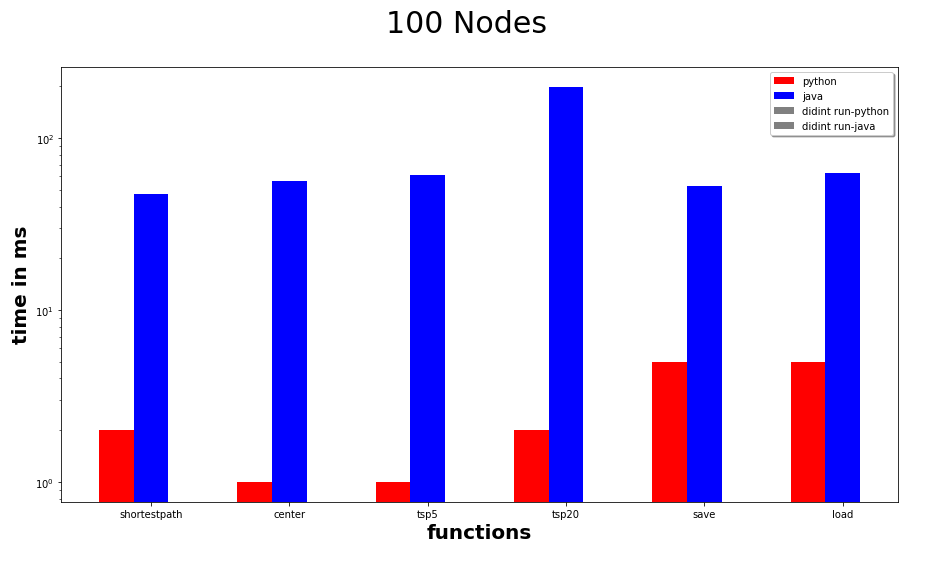 100 Nodes
python
java
didint run-python
didint run-java
10²
10¹
10⁰
time in ms
shortestpath center tsp5 tsp20 save load
functions